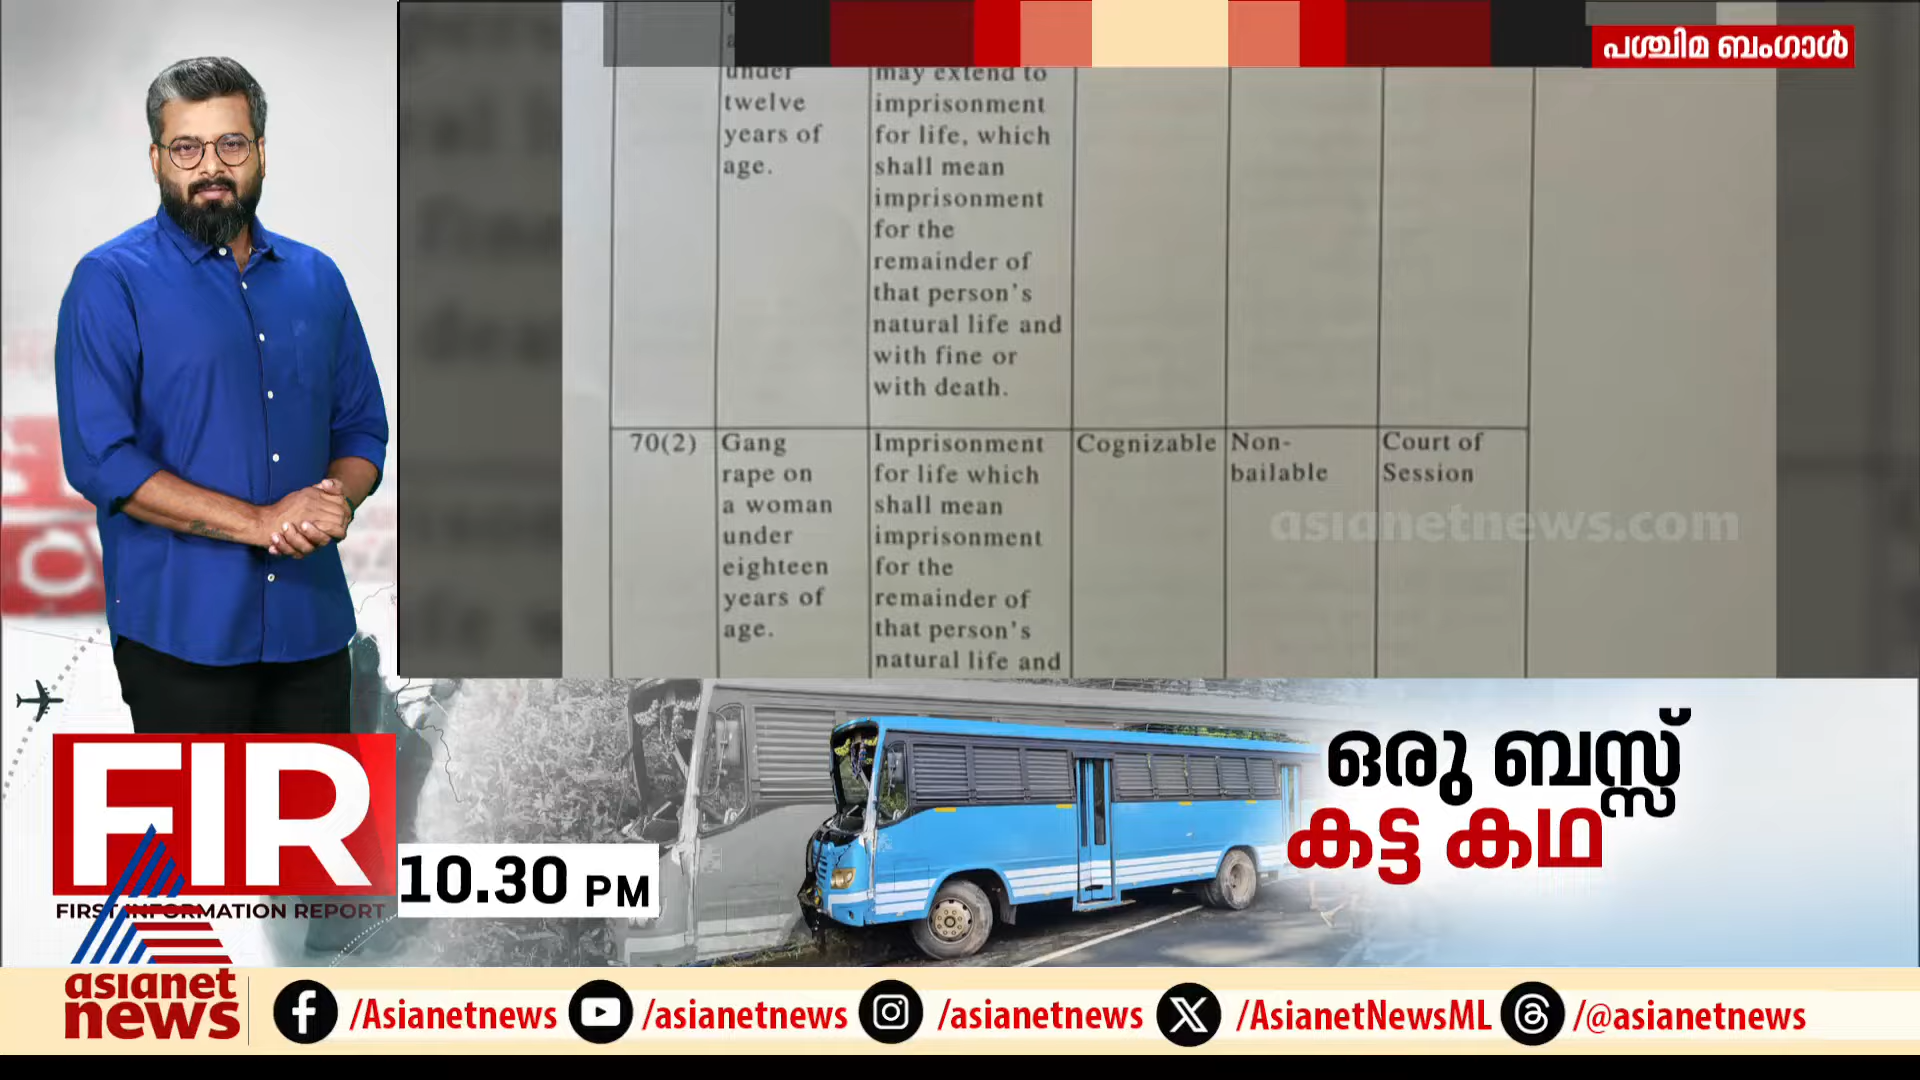 പശ്ചിമ ബംഗാൾ
under
twelve
years of
age.
may extend to
imprisonment
for life, which
shall mean
imprisonment
for the
remainder of
that person's
natural life and
with fine or
with death.
70(2)
Gang
rape on
a woman
under
eighteen
years of
age.
Imprisonment
for life which
shall mean
imprisonment
for the
remainder of
that person's
natural life and
Cognizable
Non-
bailable
Court of
Session
asianetnews.com
FIR
FIRST INFORMATION REPORT
10.30 PM
ഒരു ബസ്സ്
കട്ട കഥ
asianet
news
/Asianetnews
/asianetnews
/asianetnews
/AsianetNewsML
/@asianetnews